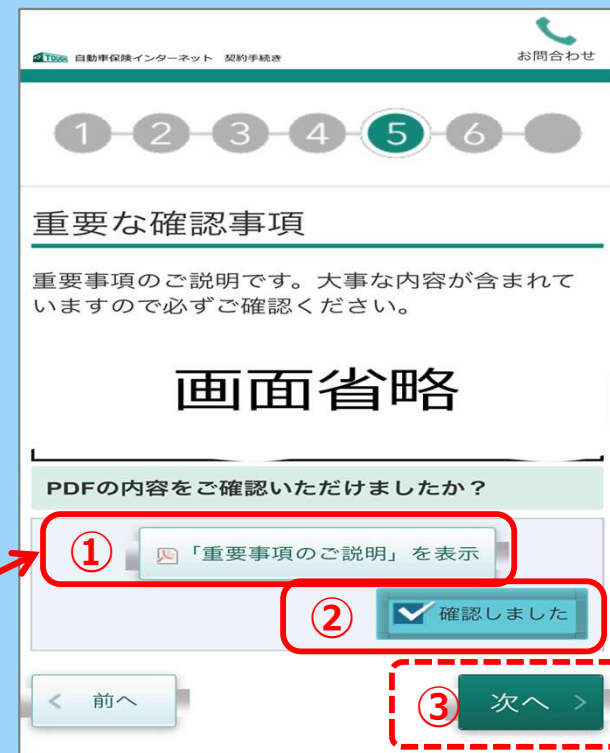 TOUGH 自動車保険インターネット 契約手続き
お問合わせ
1 2 3 4 5 6
重要な確認事項
重要事項のご説明です。大事な内容が含まれて
いますので必ずご確認ください。
画面省略
PDFの内容をご確認いただけましたか？
① 「重要事項のご説明」を表示
② 確認しました
< 前へ
③ 次へ >